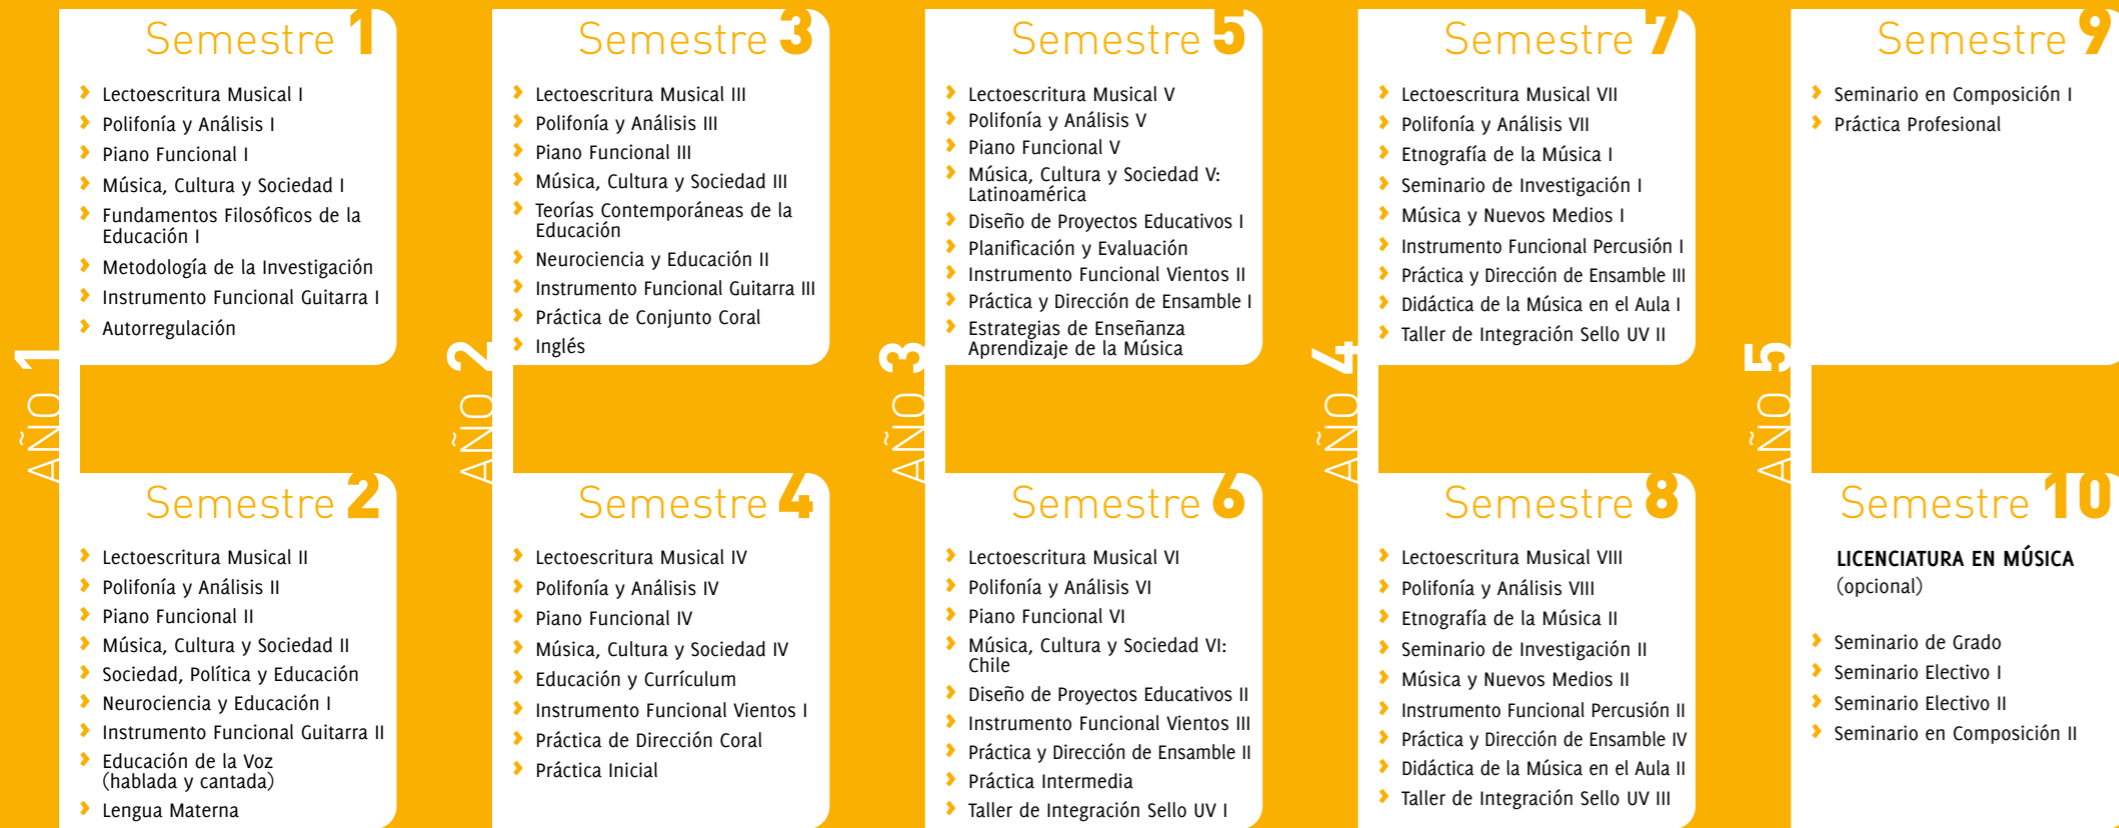 AÑO 1
Semestre 1
Lectoescritura Musical I
Polifonía y Análisis I
Piano Funcional I
Música, Cultura y Sociedad I
Fundamentos Filosóficos de la
Educación I
Metodología de la Investigación
Instrumento Funcional Guitarra I
Autorregulación
Semestre 2
Lectoescritura Musical II
Polifonía y Análisis II
Piano Funcional II
Música, Cultura y Sociedad II
Sociedad, Política y Educación
Neurociencia y Educación I
Instrumento Funcional Guitarra II
Educación de la Voz
(hablada y cantada)
Lengua Materna
AÑO 2
Semestre 3
Lectoescritura Musical III
Polifonía y Análisis III
Piano Funcional III
Música, Cultura y Sociedad III
Teorías Contemporáneas de la
Educación
Neurociencia y Educación II
Instrumento Funcional Guitarra III
Práctica de Conjunto Coral
Inglés
Semestre 4
Lectoescritura Musical IV
Polifonía y Análisis IV
Piano Funcional IV
Música, Cultura y Sociedad IV
Educación y Currículum
Instrumento Funcional Vientos I
Práctica de Dirección Coral
Práctica Inicial
AÑO 3
Semestre 5
Lectoescritura Musical V
Polifonía y Análisis V
Piano Funcional V
Música, Cultura y Sociedad V:
Latinoamérica
Diseño de Proyectos Educativos I
Planificación y Evaluación
Instrumento Funcional Vientos II
Práctica y Dirección de Ensamble I
Estrategias de Enseñanza
Aprendizaje de la Música
Semestre 6
Lectoescritura Musical VI
Polifonía y Análisis VI
Piano Funcional VI
Música, Cultura y Sociedad VI:
Chile
Diseño de Proyectos Educativos II
Instrumento Funcional Vientos III
Práctica y Dirección de Ensamble II
Práctica Intermedia
Taller de Integración Sello UV I
AÑO 4
Semestre 7
Lectoescritura Musical VII
Polifonía y Análisis VII
Etnografía de la Música I
Seminario de Investigación I
Música y Nuevos Medios I
Instrumento Funcional Percusión I
Práctica y Dirección de Ensamble III
Didáctica de la Música en el Aula I
Taller de Integración Sello UV II
Semestre 8
Lectoescritura Musical VIII
Polifonía y Análisis VIII
Etnografía de la Música II
Seminario de Investigación II
Música y Nuevos Medios II
Instrumento Funcional Percusión II
Práctica y Dirección de Ensamble IV
Didáctica de la Música en el Aula II
Taller de Integración Sello UV III
AÑO 5
Semestre 9
Seminario en Composición I
Práctica Profesional
Semestre 10
LICENCIATURA EN MÚSICA
(opcional)
Seminario de Grado
Seminario Electivo I
Seminario Electivo II
Seminario en Composición II